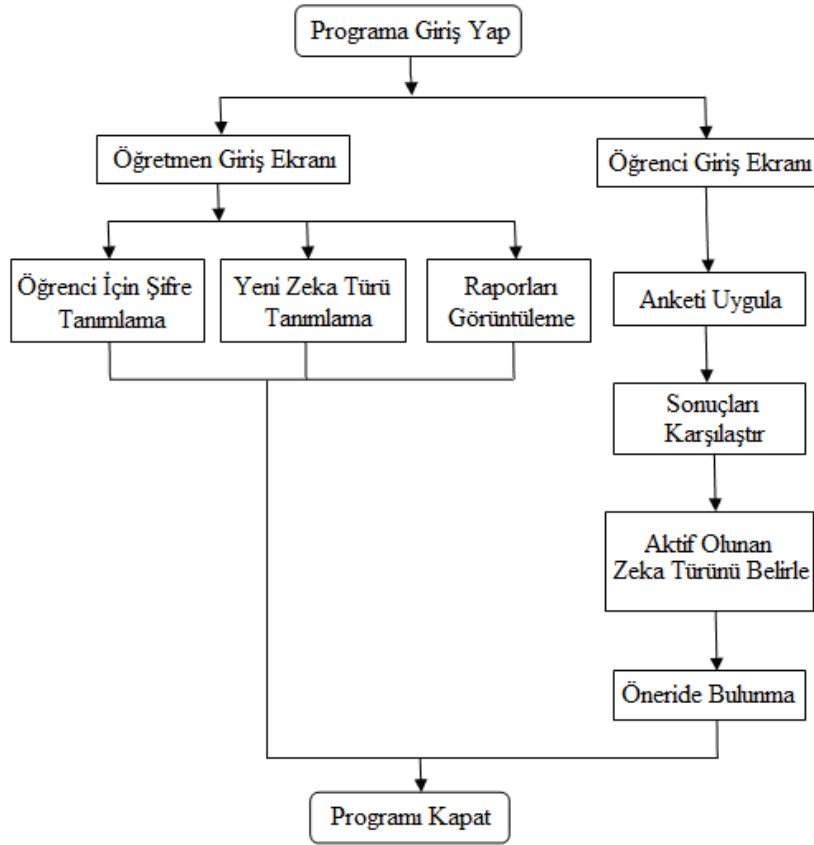 Programa Giriş Yap
Öğretmen Giriş Ekranı
Öğrenci Giriş Ekranı
Öğrenci İçin Şifre
Tanımlama
Yeni Zeka Türü
Tanımlama
Raporları
Görüntüleme
Anketi Uygula
Sonuçları
Karşılaştır
Aktif Olunan
Zeka Türünü Belirle
Öneride Bulunma
Programı Kapat